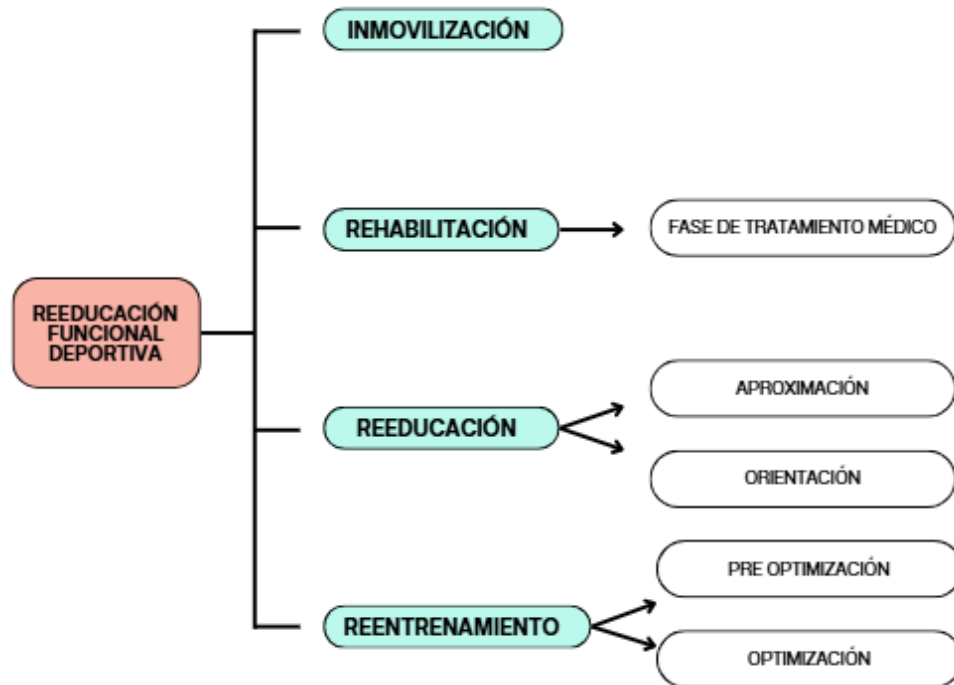 INMOVILIZACIÓN
REHABILITACIÓN
FASE DE TRATAMIENTO MÉDICO
REEDUCACIÓN
FUNCIONAL
DEPORTIVA
REEDUCACIÓN
APROXIMACIÓN
ORIENTACIÓN
REENTRENAMIENTO
PRE OPTIMIZACIÓN
OPTIMIZACIÓN